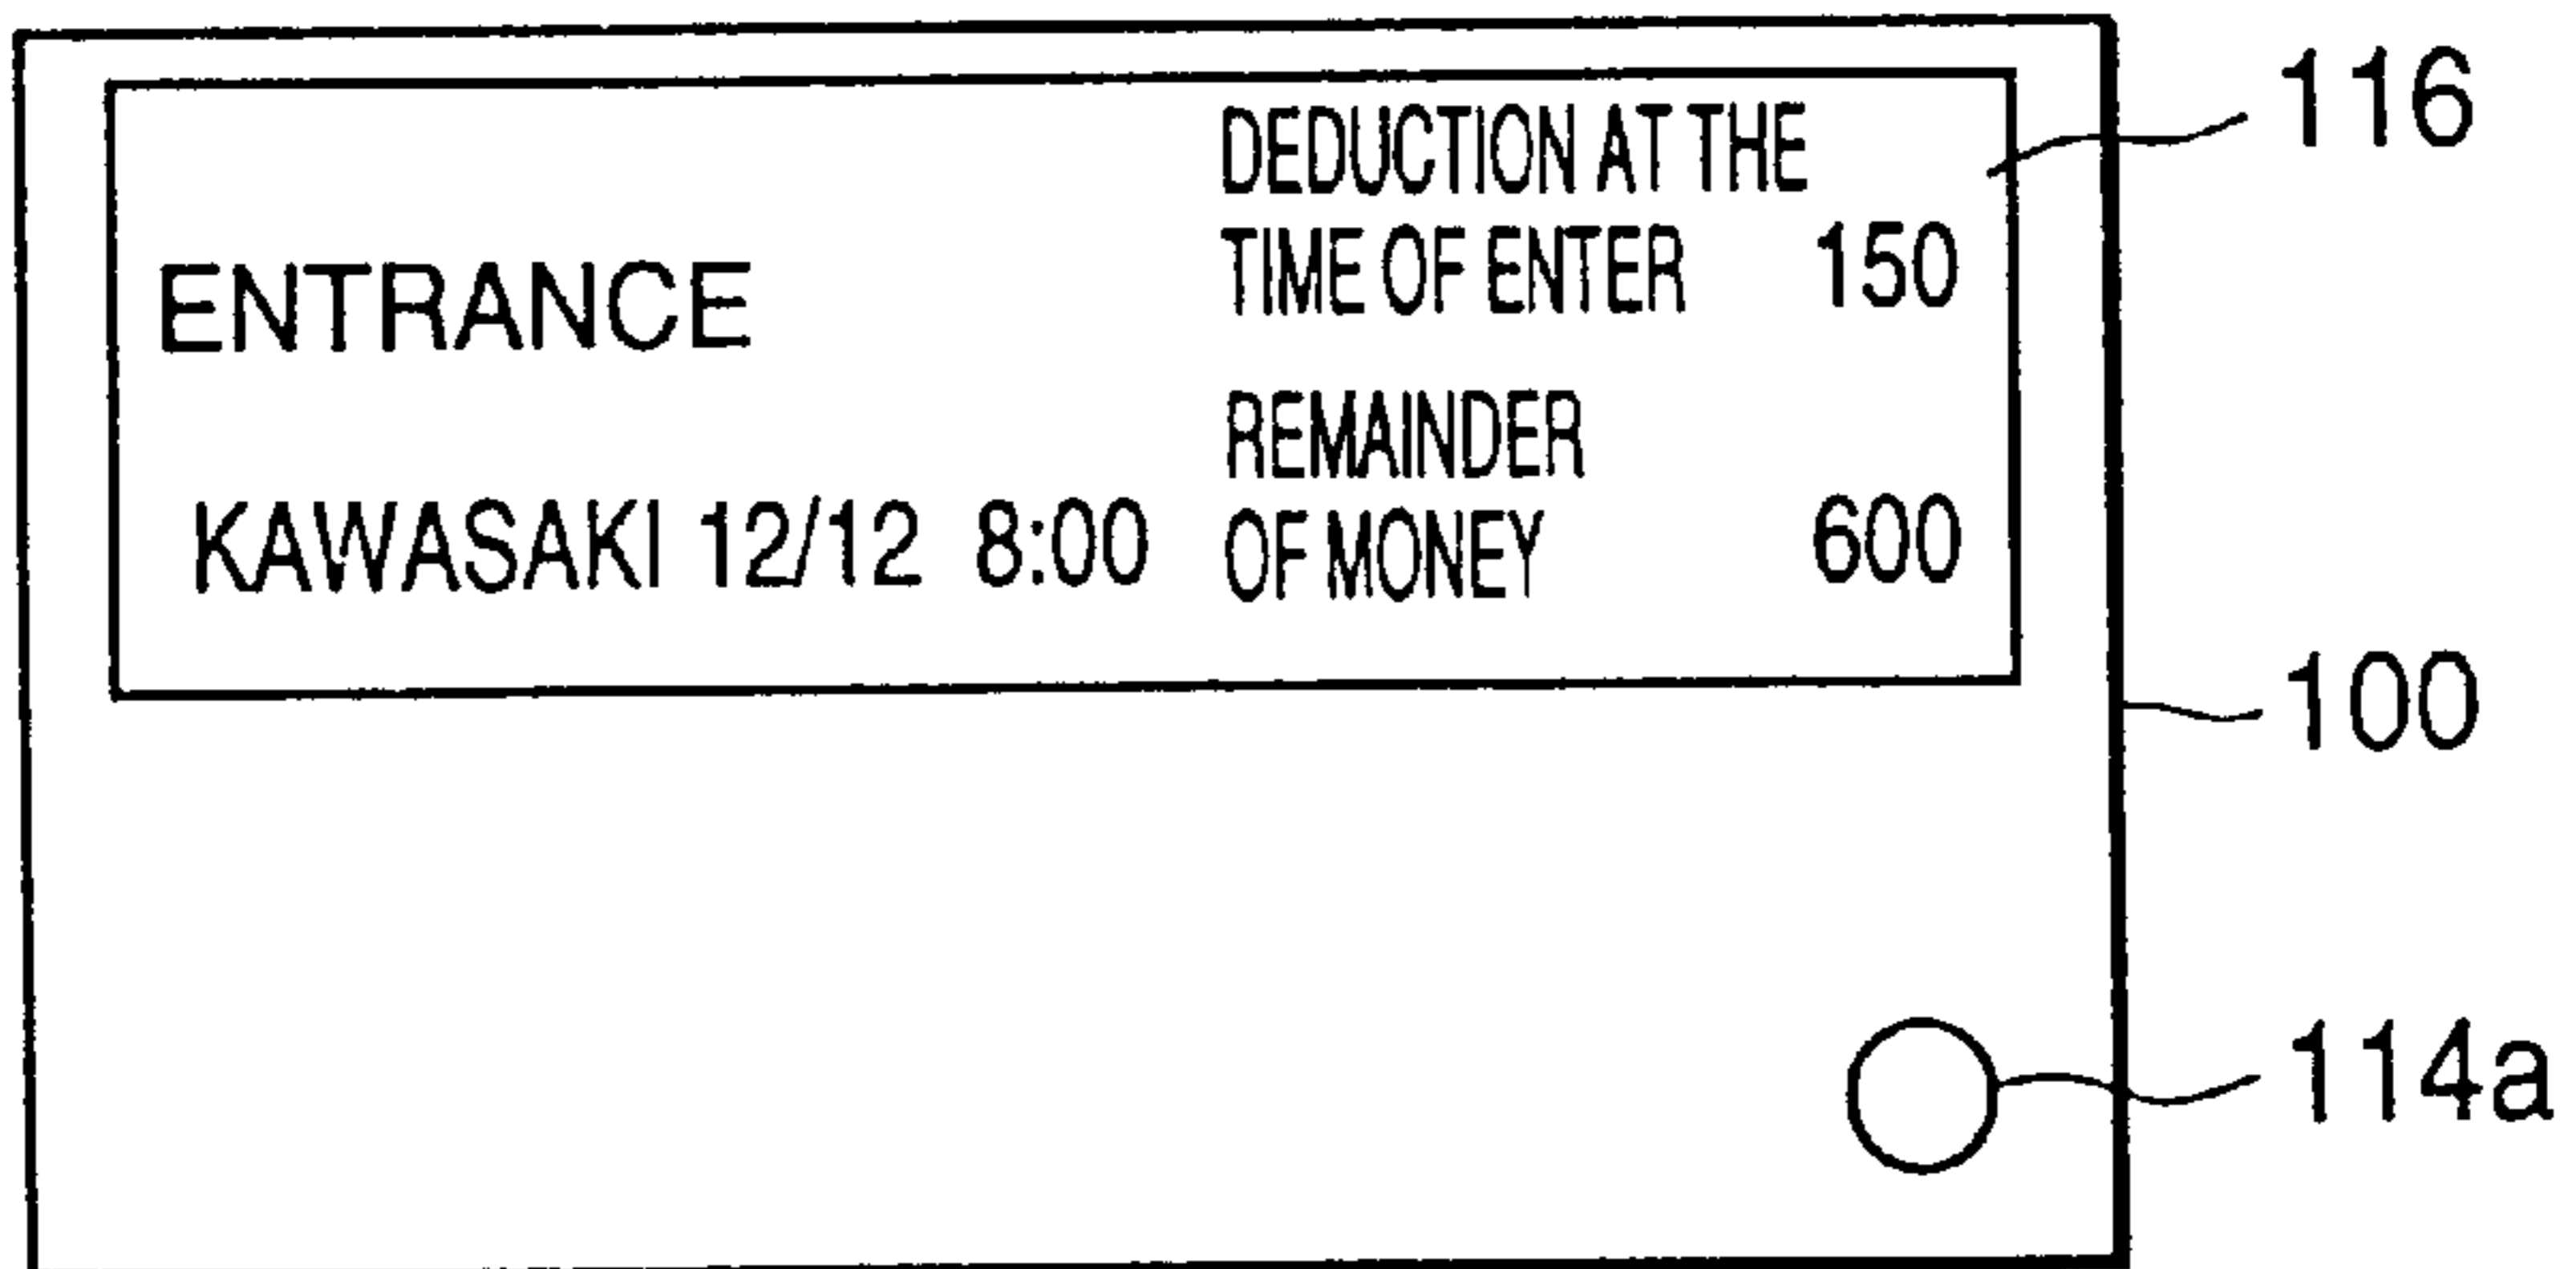 DEDUCTION AT THE
TIME OF ENTER 150
ENTRANCE
REMAINDER
OF MONEY 600
KAWASAKI 12/12 8:00
116
100
114a